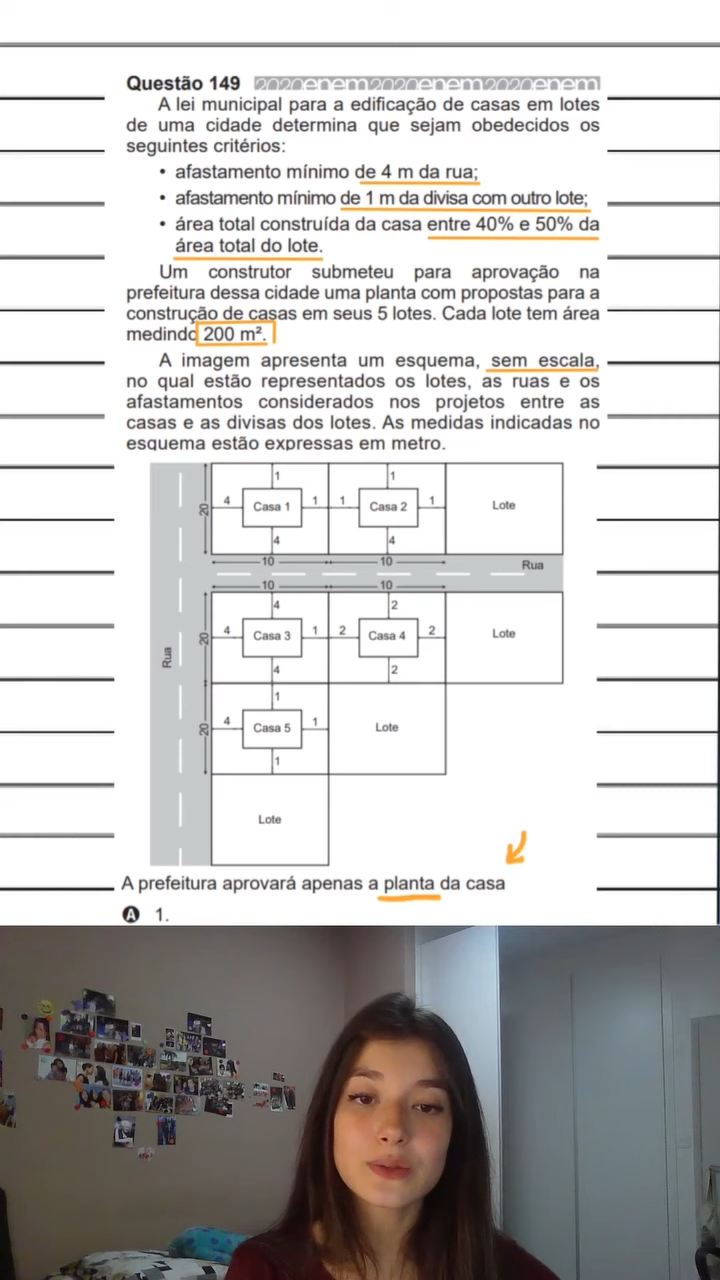 Questão 149 2020enem2020enem2020enem
A lei municipal para a edificação de casas em lotes
de uma cidade determina que sejam obedecidos os
seguintes critérios:
• afastamento mínimo de 4 m da rua;
• afastamento mínimo de 1 m da divisa com outro lote;
• área total construída da casa entre 40% e 50% da
área total do lote.
Um construtor submeteu para aprovação na
prefeitura dessa cidade uma planta com propostas para a
construção de casas em seus 5 lotes. Cada lote tem área
medindo 200 m².
A imagem apresenta um esquema, sem escala,
no qual estão representados os lotes, as ruas e os
afastamentos considerados nos projetos entre as
casas e as divisas dos lotes. As medidas indicadas no
esquema estão expressas em metro.
1 1
20 4 Casa 1 1 1 Casa 2 1 Lote
4 4
10 10 Rua
10 10
4 2
20 4 Casa 3 1 2 Casa 4 2 Lote
Rua
4 2
1
20 4 Casa 5 1 Lote
1
Lote
A prefeitura aprovará apenas a planta da casa
A 1.